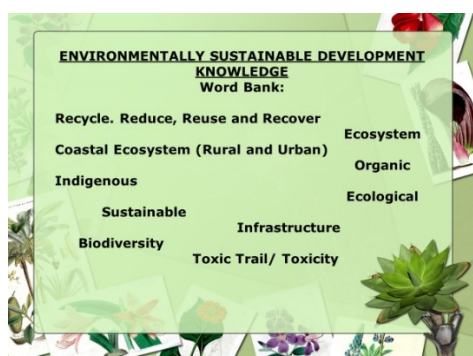 ENVIRONMENTALLY SUSTAINABLE DEVELOPMENT
KNOWLEDGE
Word Bank:
Recycle. Reduce, Reuse and Recover
Ecosystem
Coastal Ecosystem (Rural and Urban)
Organic
Indigenous
Ecological
Sustainable
Infrastructure
Biodiversity
Toxic Trail/ Toxicity